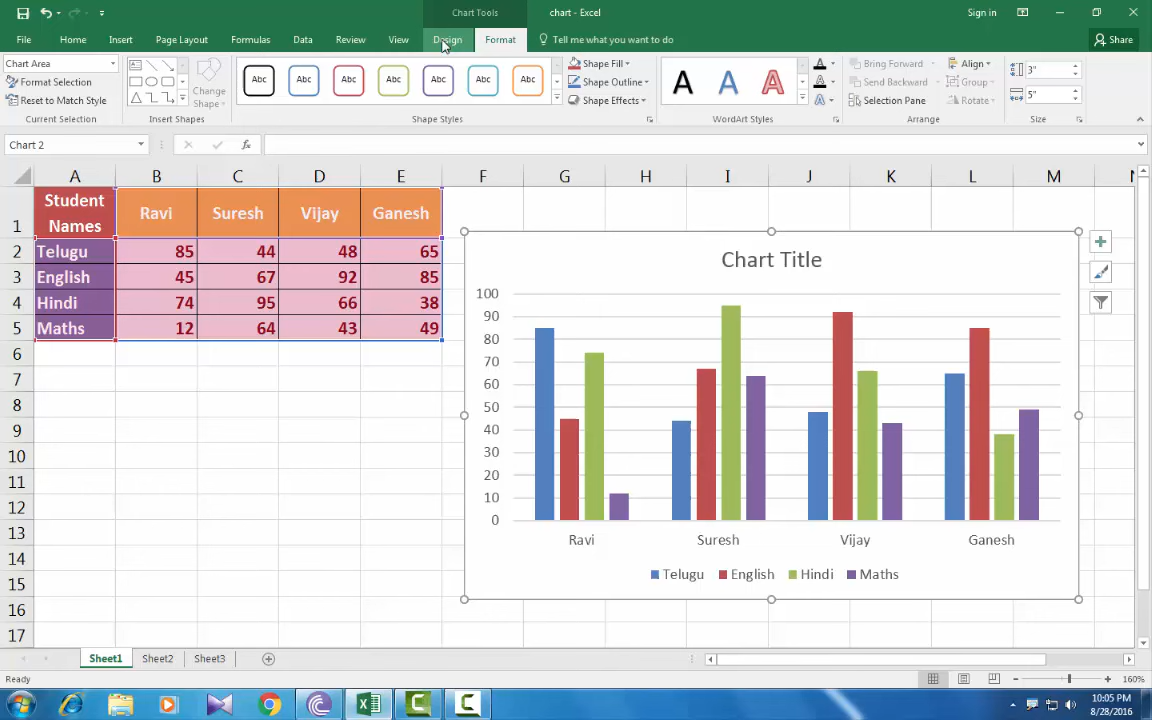 Chart Tools
chart - Excel
Sign in
File
Home
Insert
Page Layout
Formulas
Data
Review
View
Design
Format
Tell me what you want to do
Share
Chart Area
Format Selection
Reset to Match Style
Current Selection
Change
Shape
Insert Shapes
Abc Abc Abc Abc Abc Abc Abc
Shape Fill
Shape Outline
Shape Effects
Shape Styles
A A A
WordArt Styles
Bring Forward
Send Backward
Selection Pane
Align
Group
Rotate
Arrange
3"
5"
Size
Chart 2
fx
A B C D E F G H I J K L M N
1 Student Names Ravi Suresh Vijay Ganesh
2 Telugu 85 44 48 65
3 English 45 67 92 85
4 Hindi 74 95 66 38
5 Maths 12 64 43 49
6
7
8
9
10
11
12
13
14
15
16
17
Chart Title
100
90
80
70
60
50
40
30
20
10
0
Ravi Suresh Vijay Ganesh
Telugu English Hindi Maths
Sheet1 Sheet2 Sheet3
Ready
160%
10:05 PM
8/28/2016